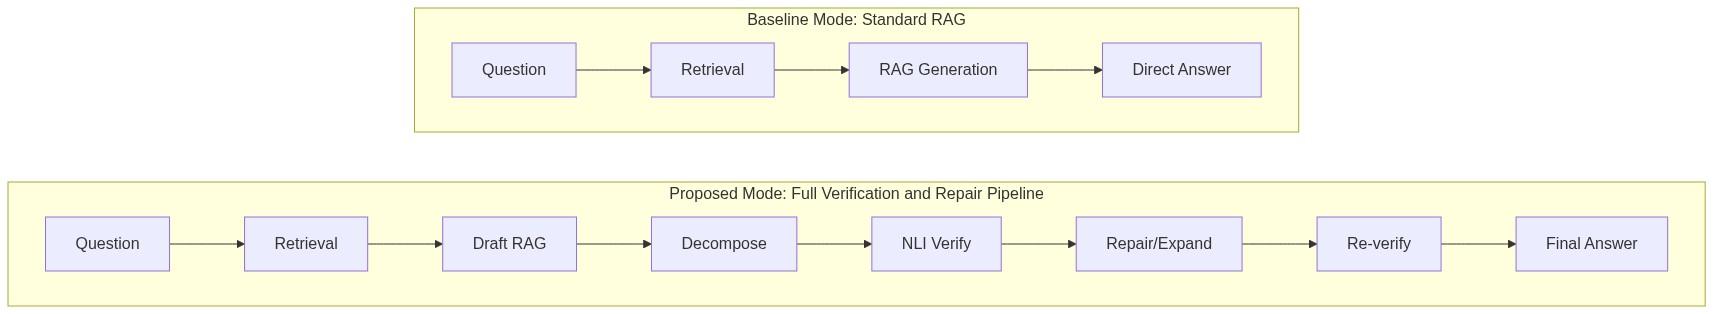 Baseline Mode: Standard RAG
Question
Retrieval
RAG Generation
Direct Answer
Proposed Mode: Full Verification and Repair Pipeline
Question
Retrieval
Draft RAG
Decompose
NLI Verify
Repair/Expand
Re-verify
Final Answer